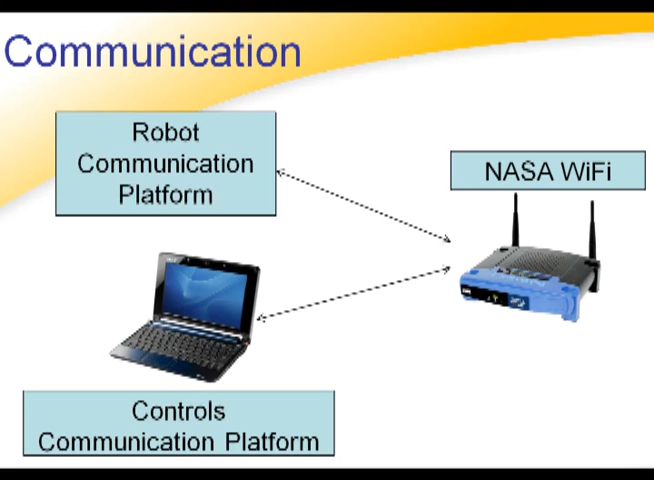 Communication
Robot
Communication
Platform
NASA WiFi
Controls
Communication Platform